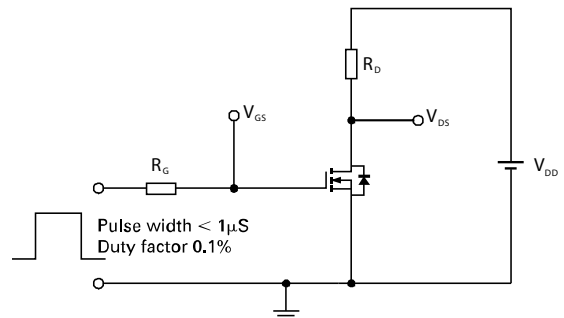 R_D
V_GS
V_DS
R_G
V_DD
Pulse width < 1μS
Duty factor 0.1%